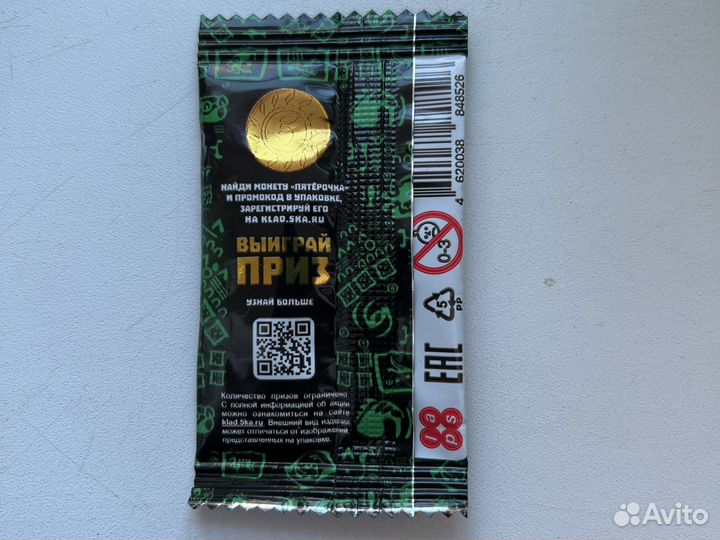 НАЙДИ МОНЕТУ «ПЯТЁРОЧКА»
И ПРОМОКОД В УПАКОВКЕ,
ЗАРЕГИСТРИРУЙ ЕГО
НА KLAD.5KA.RU
ВЫИГРАЙ
ПРИЗ
УЗНАЙ БОЛЬШЕ
Количество призов ограничено.
С полной информацией об акции
можно ознакомиться на сайте
klad.5ka.ru. Внешний вид изделия
может отличаться от изображений,
представленных на упаковке.
4 620038 848526
0-3
5
PP
EAC
Avito